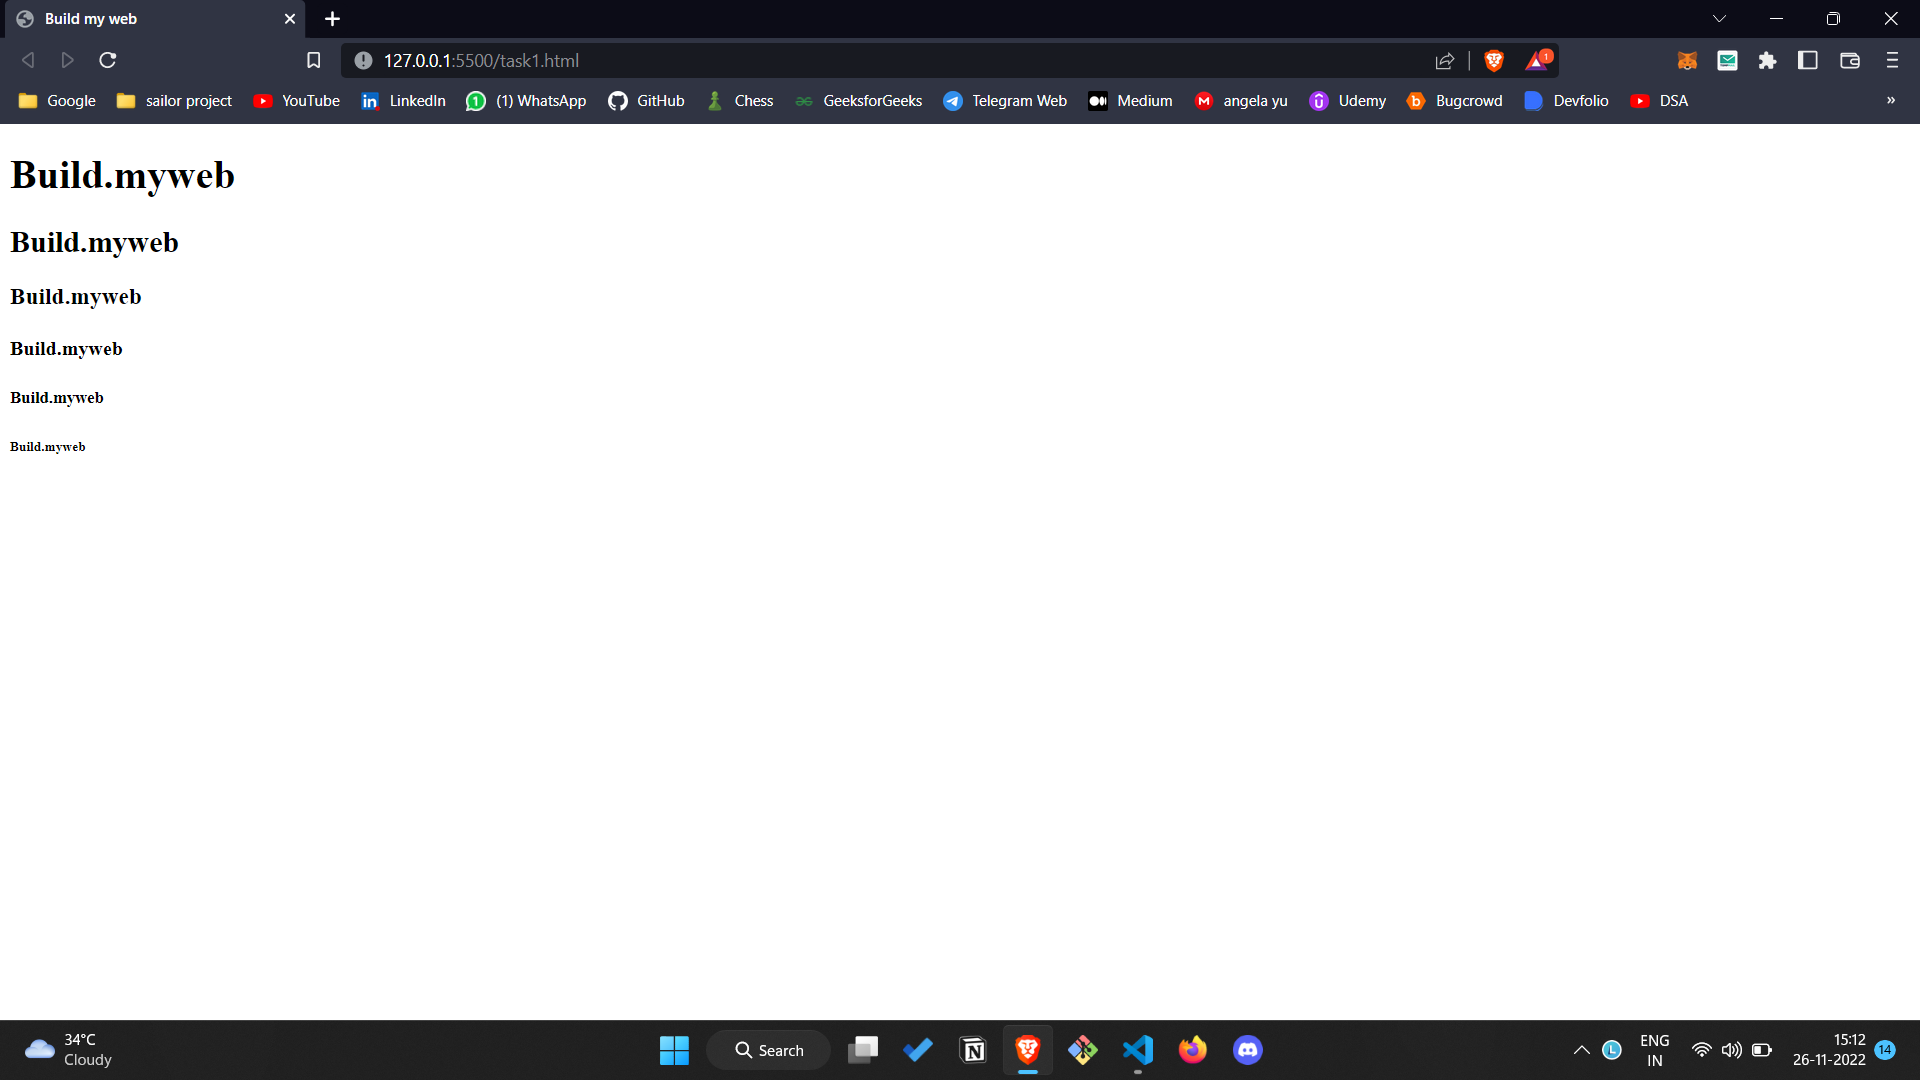 Build my web
127.0.0.1:5500/task1.html
1
Google sailor project YouTube LinkedIn (1) WhatsApp GitHub Chess GeeksforGeeks Telegram Web Medium angela yu Udemy Bugcrowd Devfolio DSA »
Build.myweb
Build.myweb
Build.myweb
Build.myweb
Build.myweb
Build.myweb
34°C
Cloudy
Search
ENG
IN
15:12
26-11-2022
14